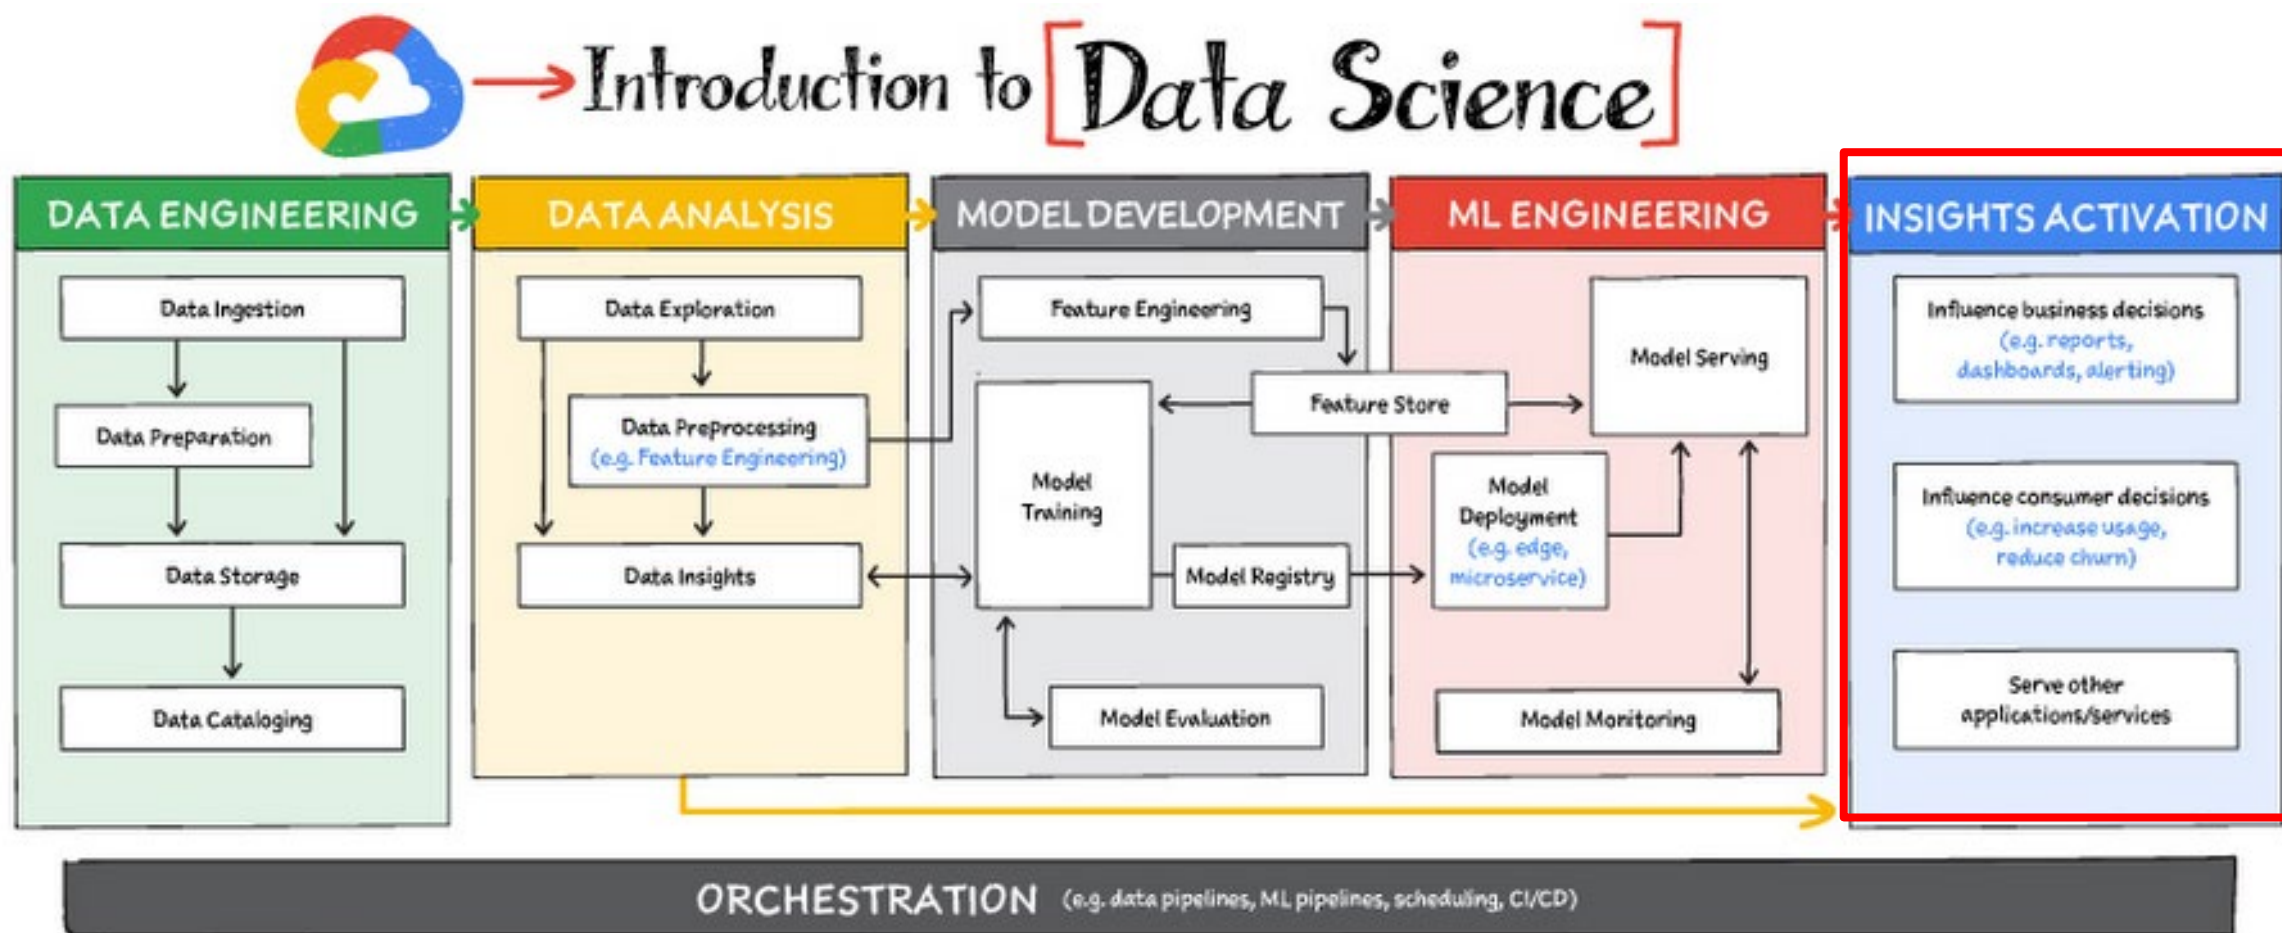 Introduction to [Data Science]
DATA ENGINEERING
Data Ingestion
Data Preparation
Data Storage
Data Cataloging
DATA ANALYSIS
Data Exploration
Data Preprocessing
(e.g. Feature Engineering)
Data Insights
MODEL DEVELOPMENT
Feature Engineering
Feature Store
Model
Training
Model Registry
Model Evaluation
ML ENGINEERING
Model Serving
Model
Deployment
(e.g. edge,
microservice)
Model Monitoring
INSIGHTS ACTIVATION
Influence business decisions
(e.g. reports,
dashboards, alerting)
Influence consumer decisions
(e.g. increase usage,
reduce churn)
Serve other
applications/services
ORCHESTRATION (e.g. data pipelines, ML pipelines, scheduling, CI/CD)